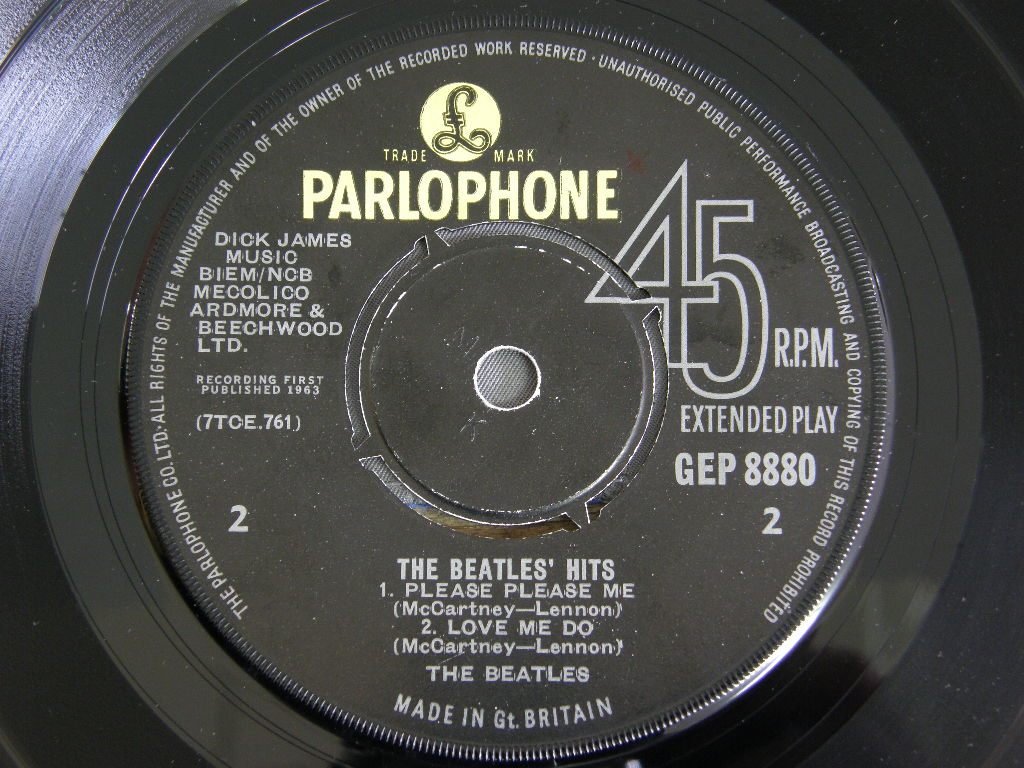 THE PARLOPHONE CO. LTD. ALL RIGHTS OF THE MANUFACTURER AND OF THE OWNER OF THE RECORDED WORK RESERVED · UNAUTHORISED PUBLIC PERFORMANCE BROADCASTING AND COPYING OF THIS RECORD PROHIBITED
£
TRADE MARK
PARLOPHONE
DICK JAMES
MUSIC
BIEM/NCB
MECOLICO
ARDMORE &
BEECHWOOD
LTD.
RECORDING FIRST
PUBLISHED 1963
(7TCE.761)
2
45
R.P.M.
EXTENDED PLAY
GEP 8880
2
THE BEATLES' HITS
1. PLEASE PLEASE ME
(McCartney—Lennon)
2. LOVE ME DO
(McCartney—Lennon)
THE BEATLES
MADE IN Gt. BRITAIN